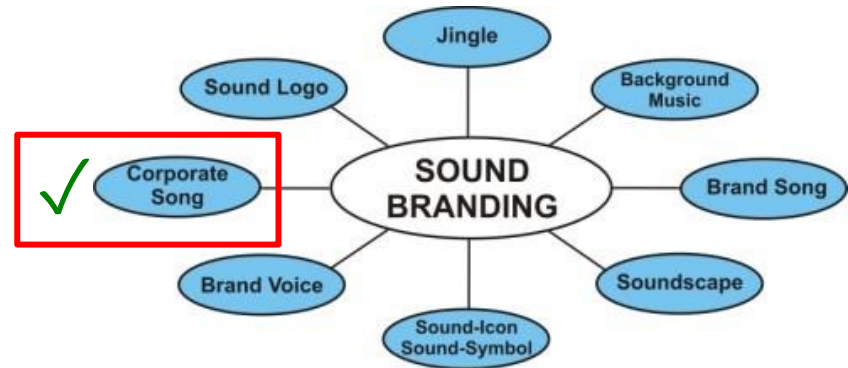 Jingle
Sound Logo
Background
Music
Corporate
Song
SOUND
BRANDING
Brand Song
Brand Voice
Soundscape
Sound-Icon
Sound-Symbol